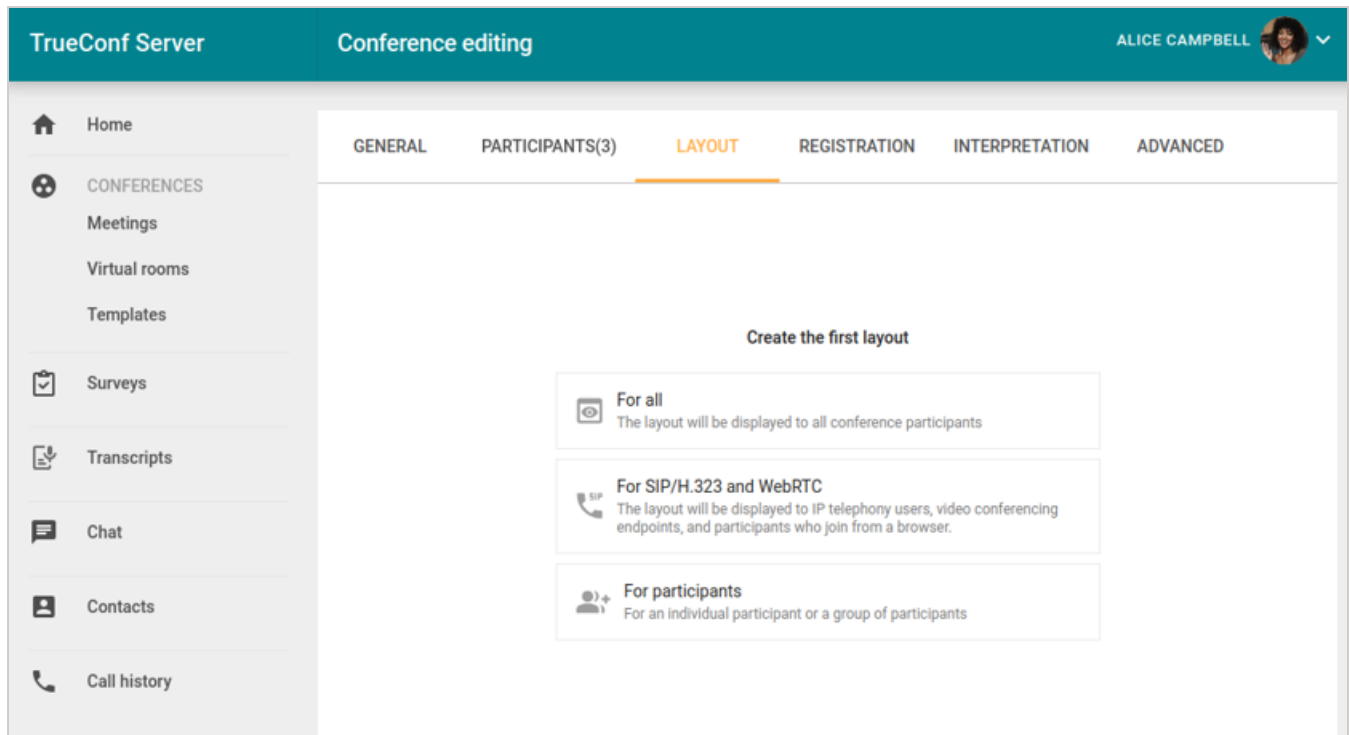 TrueConf Server
Conference editing
ALICE CAMPBELL
Home
CONFERENCES
Meetings
Virtual rooms
Templates
Surveys
Transcripts
Chat
Contacts
Call history
GENERAL
PARTICIPANTS(3)
LAYOUT
REGISTRATION
INTERPRETATION
ADVANCED
Create the first layout
For all
The layout will be displayed to all conference participants
SIP
For SIP/H.323 and WebRTC
The layout will be displayed to IP telephony users, video conferencing
endpoints, and participants who join from a browser.
For participants
For an individual participant or a group of participants